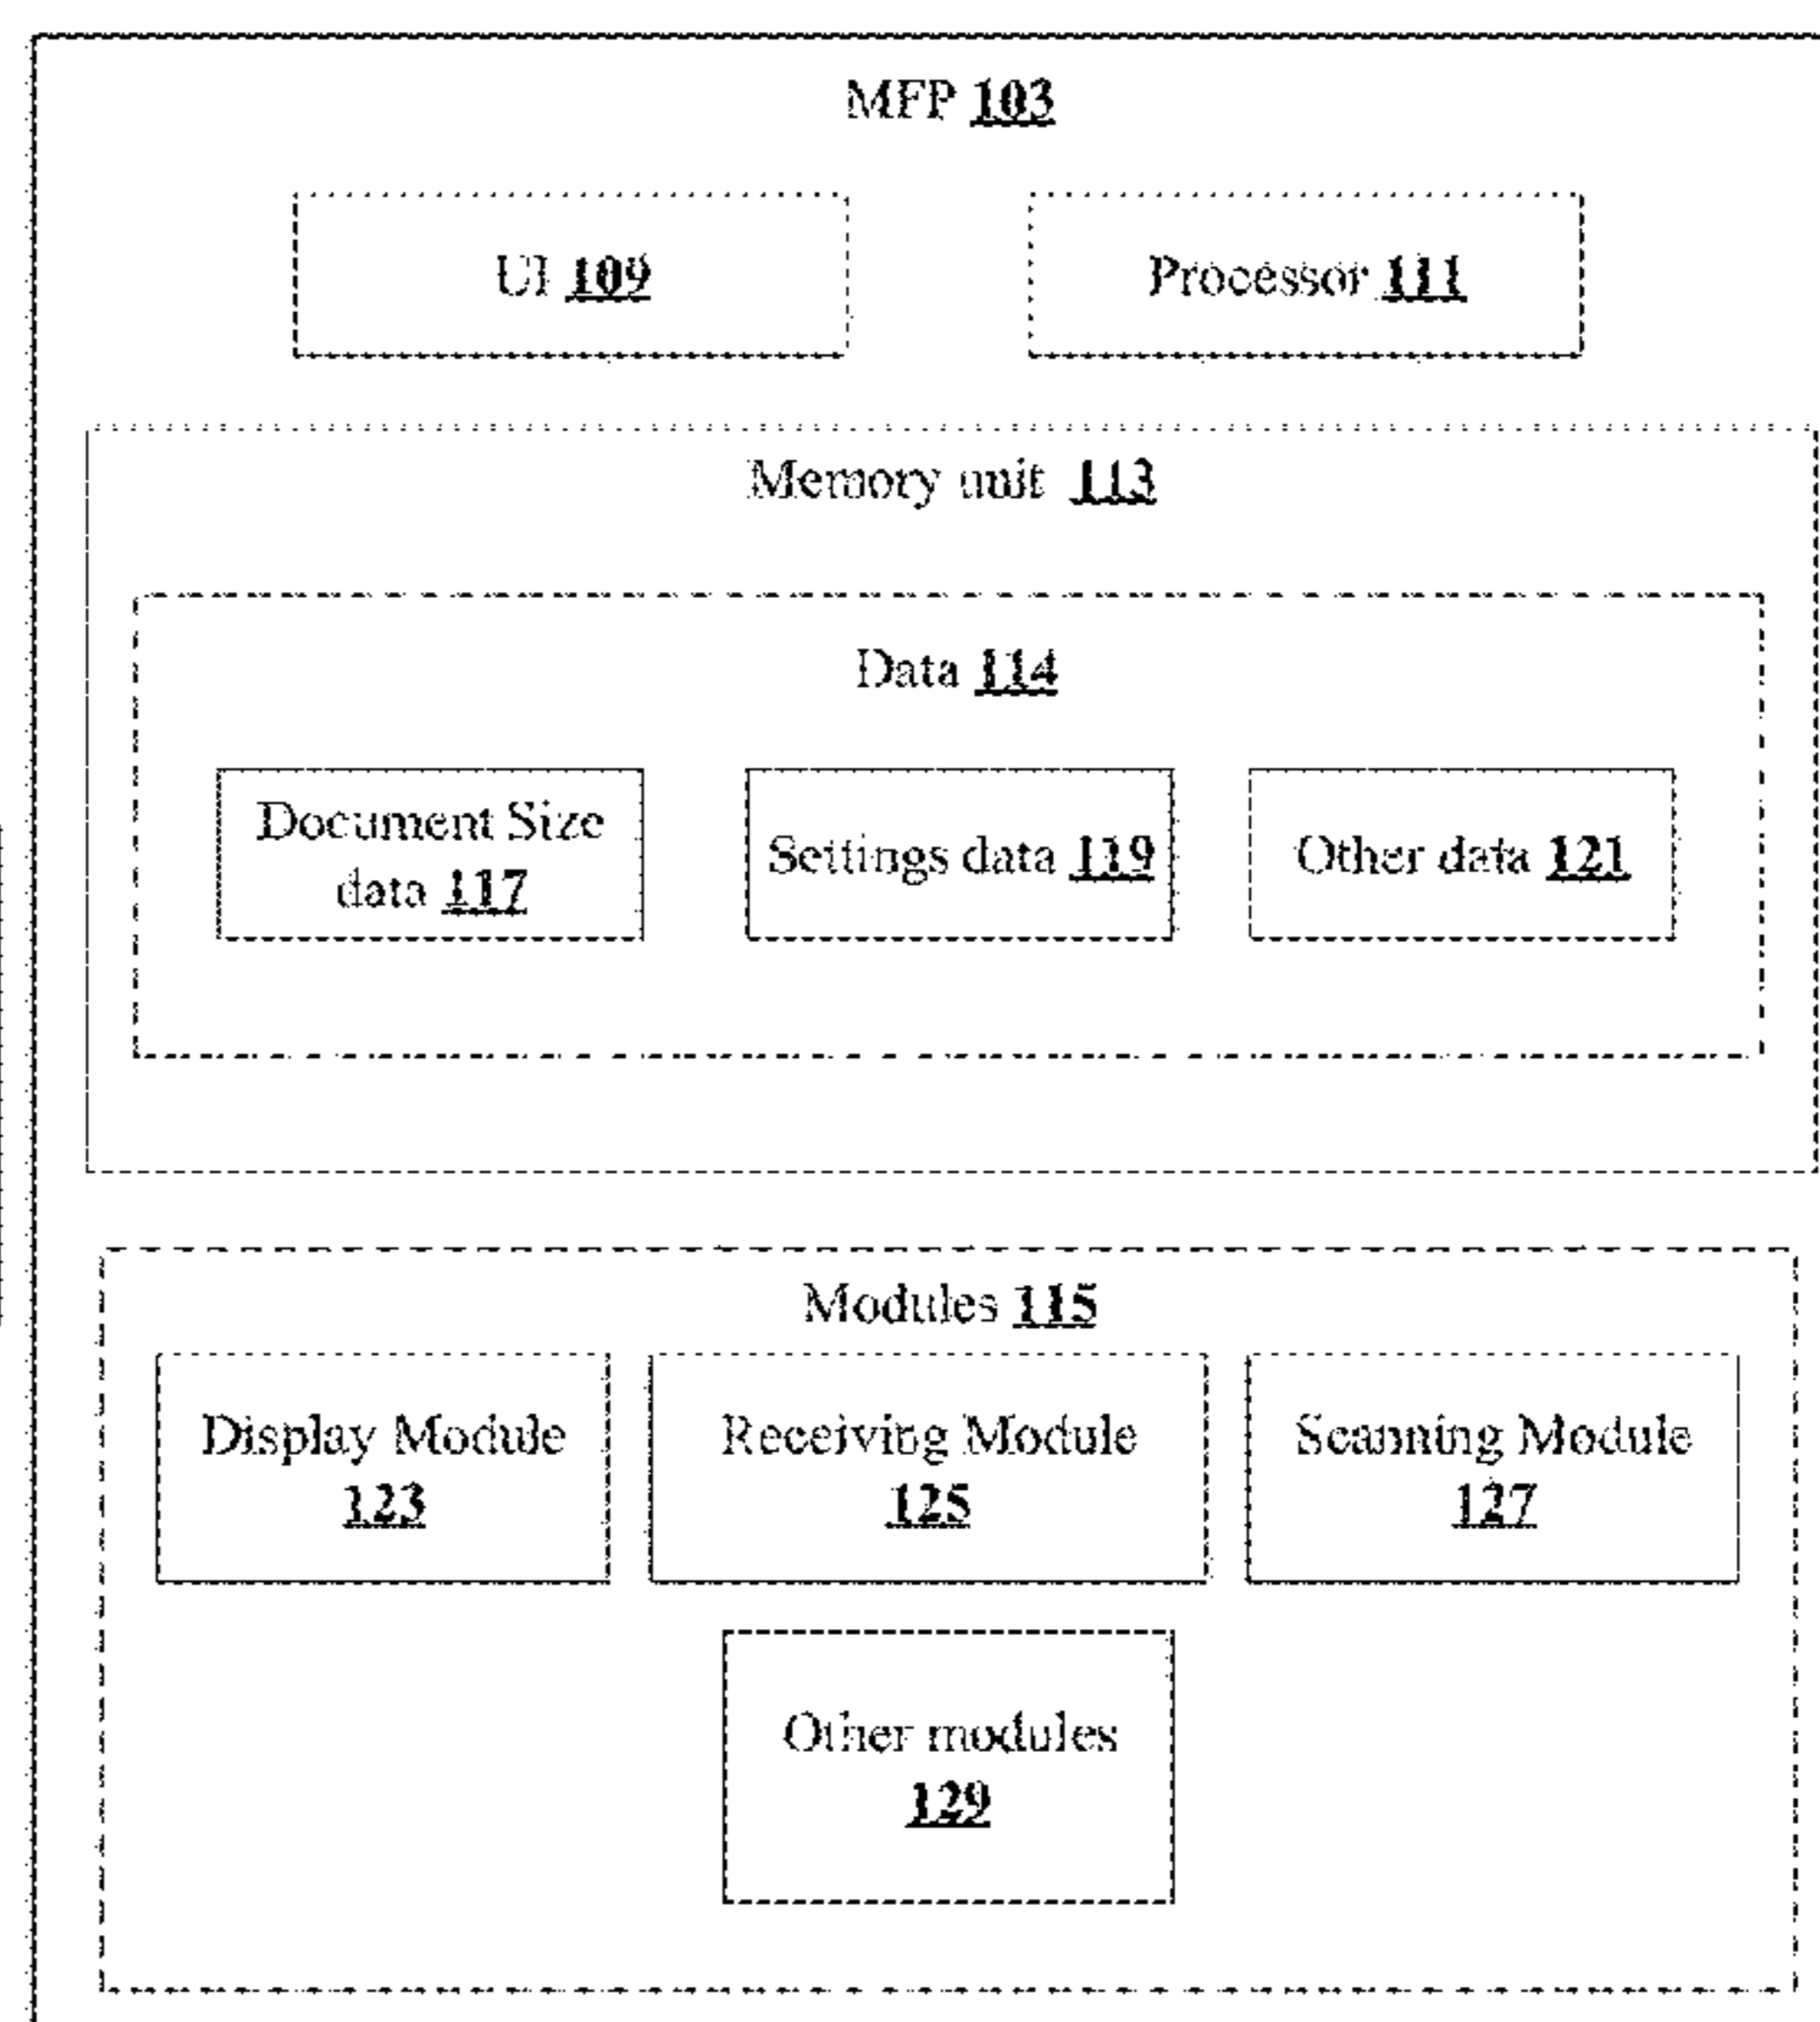 MFP 103
UI 109
Processor 111
Memory unit 113
Data 114
Document Size
data 117
Settings data 119
Other data 121
Modules 115
Display Module
123
Receiving Module
125
Scanning Module
127
Other modules
129